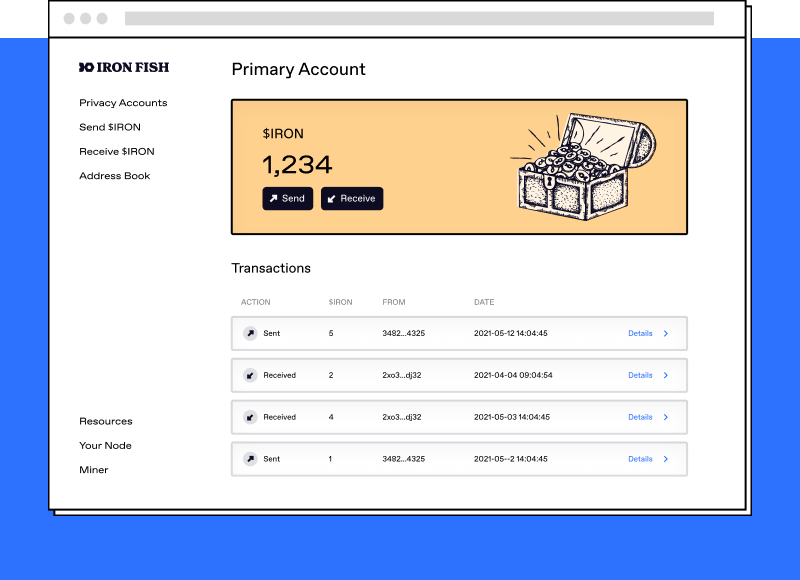 IRON FISH
Privacy Accounts
Send $IRON
Receive $IRON
Address Book
Resources
Your Node
Miner
Primary Account
$IRON
1,234
Send Receive
Transactions
ACTION $IRON FROM DATE
Sent 5 3482...4325 2021-05-12 14:04:45 Details
Received 2 2xo3...dj32 2021-04-04 09:04:54 Details
Received 4 2xo3...dj32 2021-05-03 14:04:45 Details
Sent 1 3482...4325 2021-05--2 14:04:45 Details